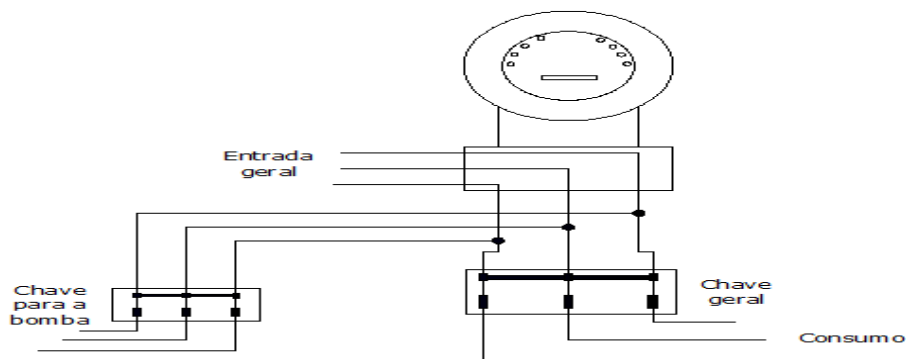 Entrada
geral
Chave
para a
bomba
Chave
geral
Consumo